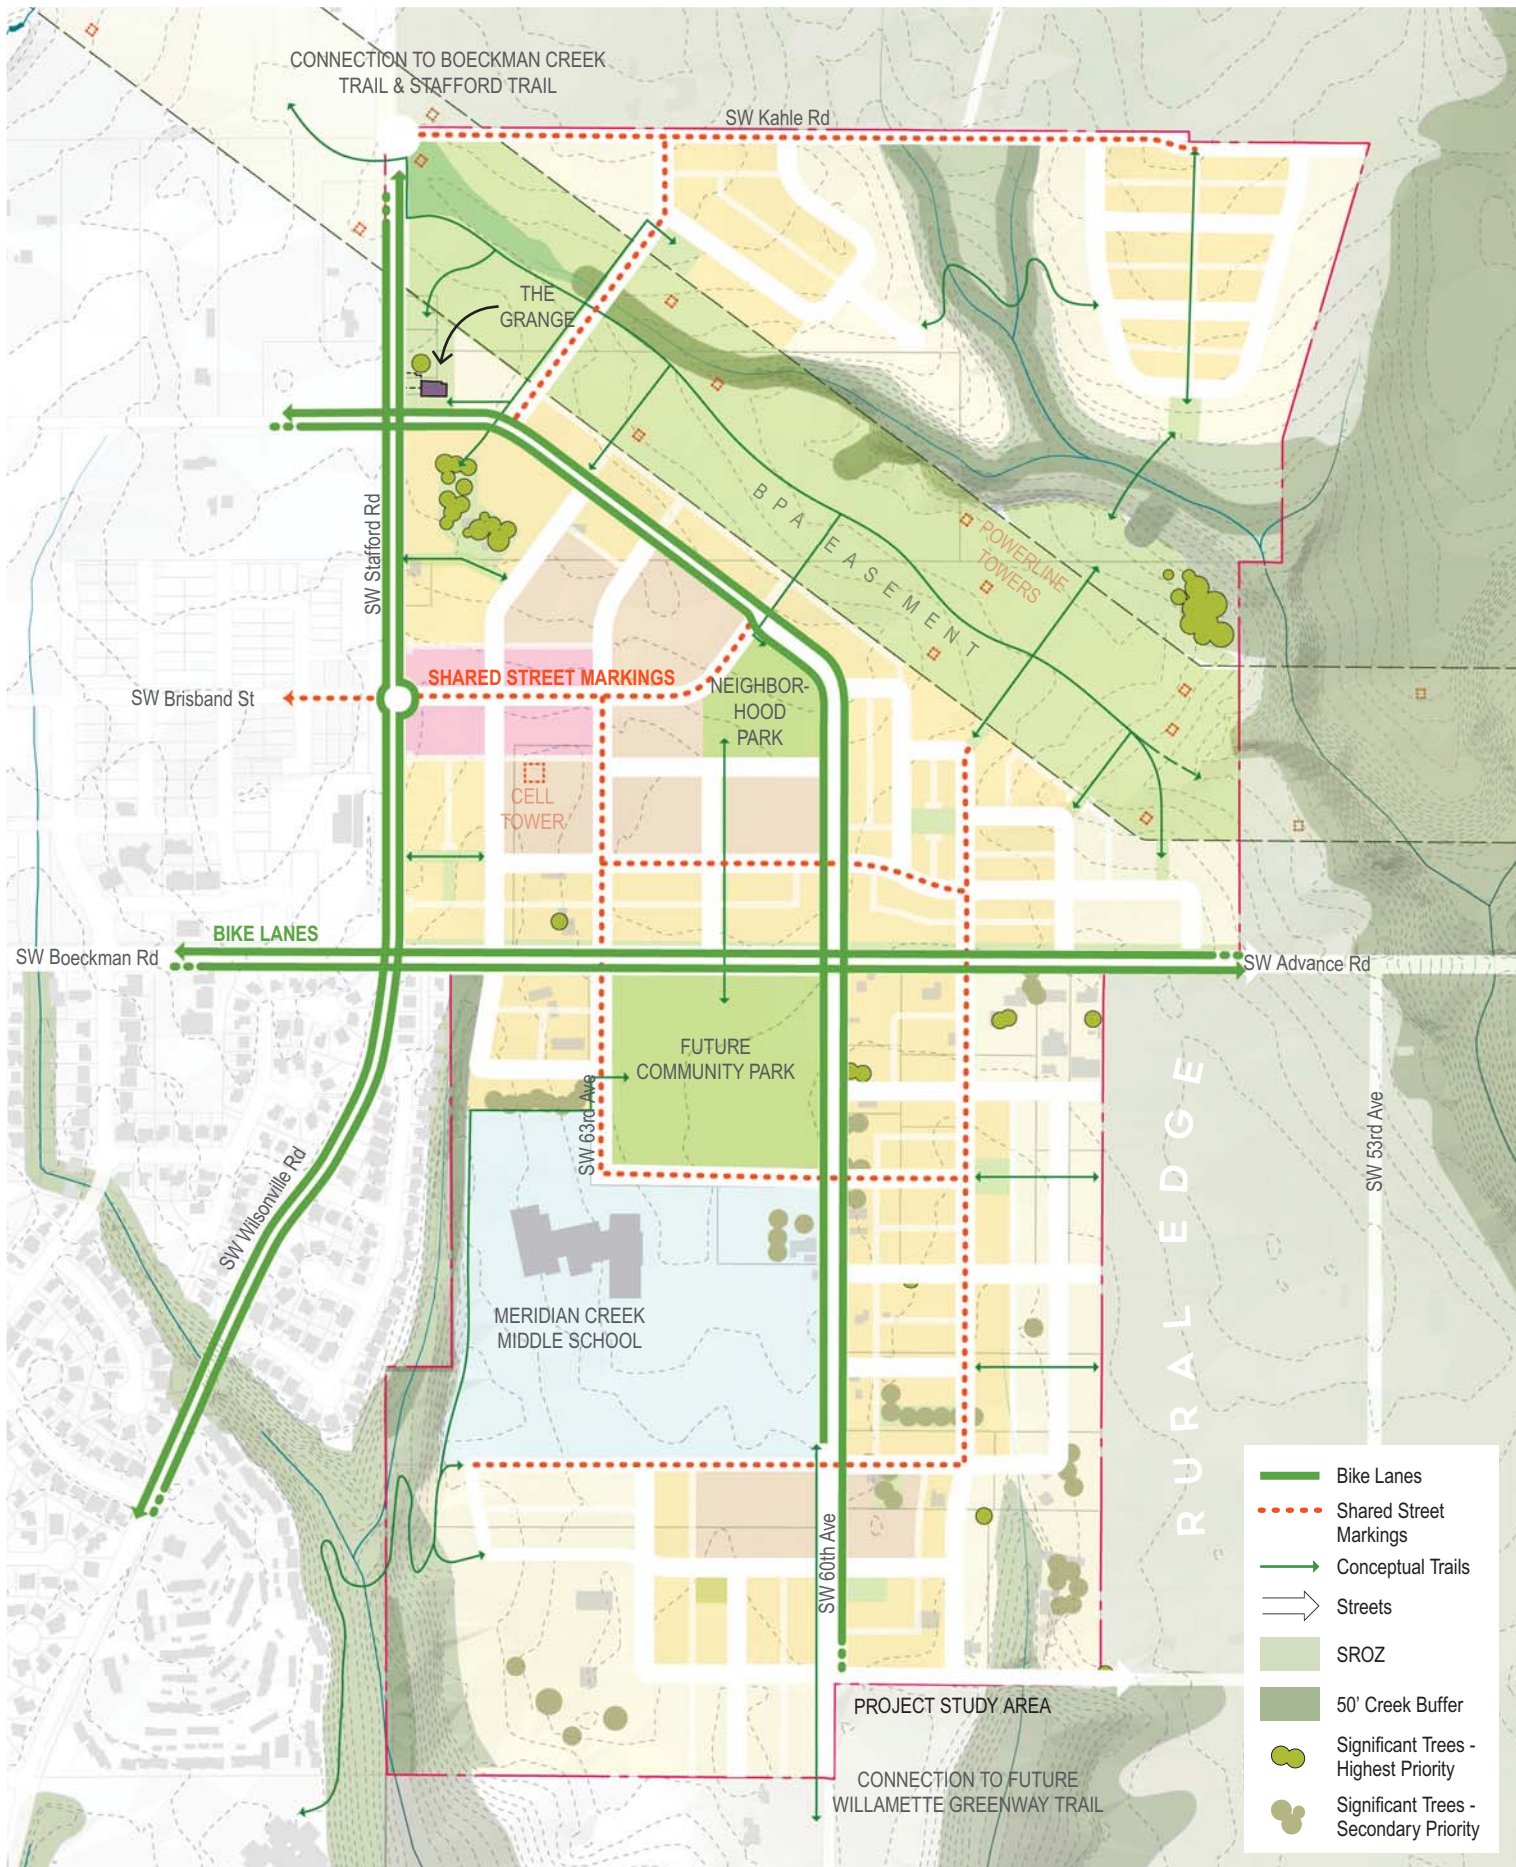 CONNECTION TO BOECKMAN CREEK
TRAIL & STAFFORD TRAIL
SW Kahle Rd
THE
GRANGE
SW Stafford Rd
BPA EASEMENT
POWERLINE
TOWERS
SHARED STREET MARKINGS
SW Brisband St
NEIGHBOR-
HOOD
PARK
CELL
TOWER
BIKE LANES
SW Boeckman Rd
SW Advance Rd
FUTURE
COMMUNITY PARK
SW 63rd Ave
SW Wilsonville Rd
RURAL EDGE
SW 53rd Ave
MERIDIAN CREEK
MIDDLE SCHOOL
SW 60th Ave
PROJECT STUDY AREA
CONNECTION TO FUTURE
WILLAMETTE GREENWAY TRAIL
Bike Lanes
Shared Street
Markings
Conceptual Trails
Streets
SROZ
50' Creek Buffer
Significant Trees -
Highest Priority
Significant Trees -
Secondary Priority